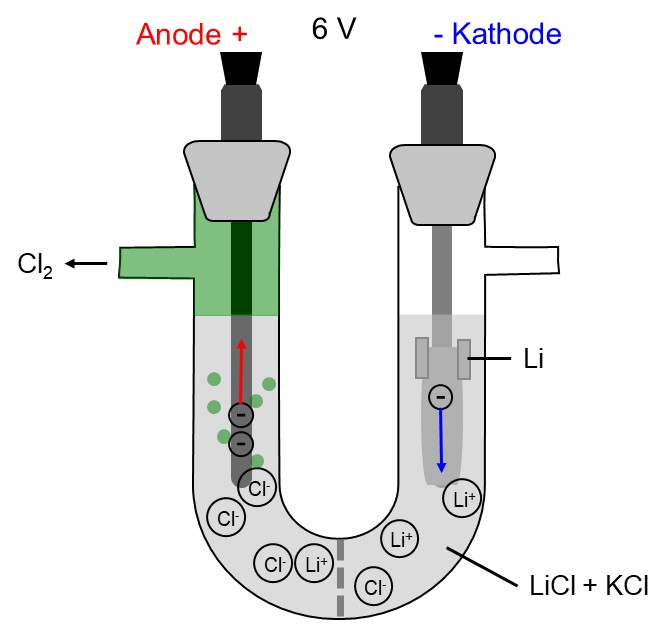 Anode +
6 V
- Kathode
Cl₂
Li
-
-
-
Cl⁻
Cl⁻
Li⁺
Cl⁻
Li⁺
Li⁺
Cl⁻
LiCl + KCl